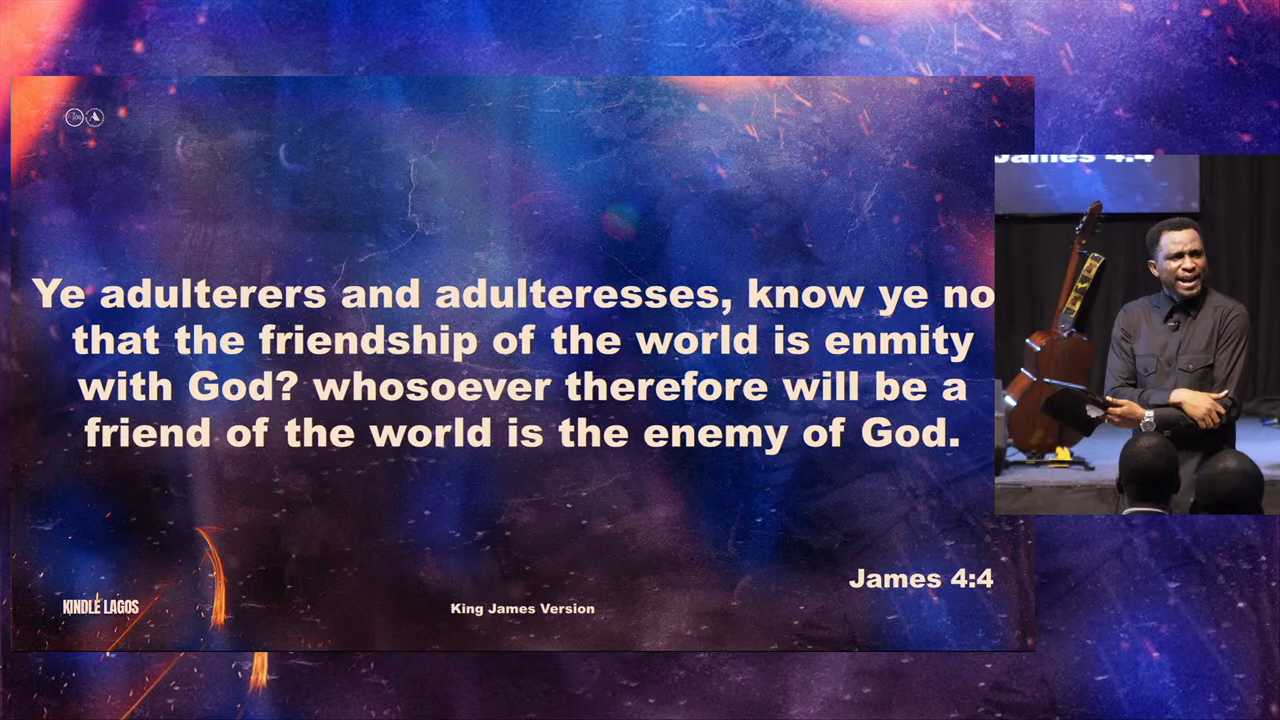 Ye adulterers and adulteresses, know ye no
that the friendship of the world is enmity
with God? whosoever therefore will be a
friend of the world is the enemy of God.
James 4:4
King James Version
KINDLE LAGOS
James 4:4